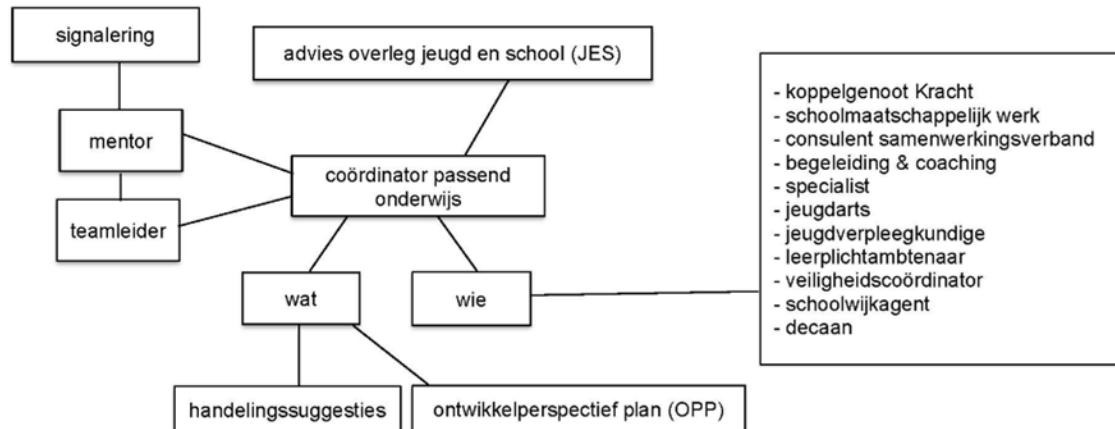 signalering
advies overleg jeugd en school (JES)
mentor
coördinator passend
onderwijs
teamleider
wat
wie
- koppelgenoot Kracht
- schoolmaatschappelijk werk
- consulent samenwerkingsverband
- begeleiding & coaching
- specialist
- jeugdarts
- jeugdverpleegkundige
- leerplichtambtenaar
- veiligheidscoördinator
- schoolwijkagent
- decaan
handelingssuggesties
ontwikkelperspectief plan (OPP)